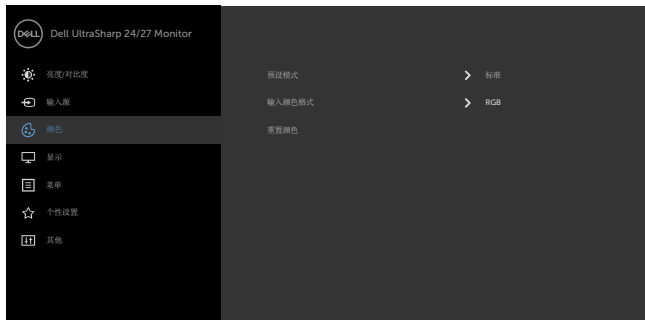 DELL
Dell UltraSharp 24/27 Monitor
亮度/对比度
预设模式 标准
输入源
输入颜色格式 RGB
颜色
重置颜色
显示
菜单
个性设置
其他